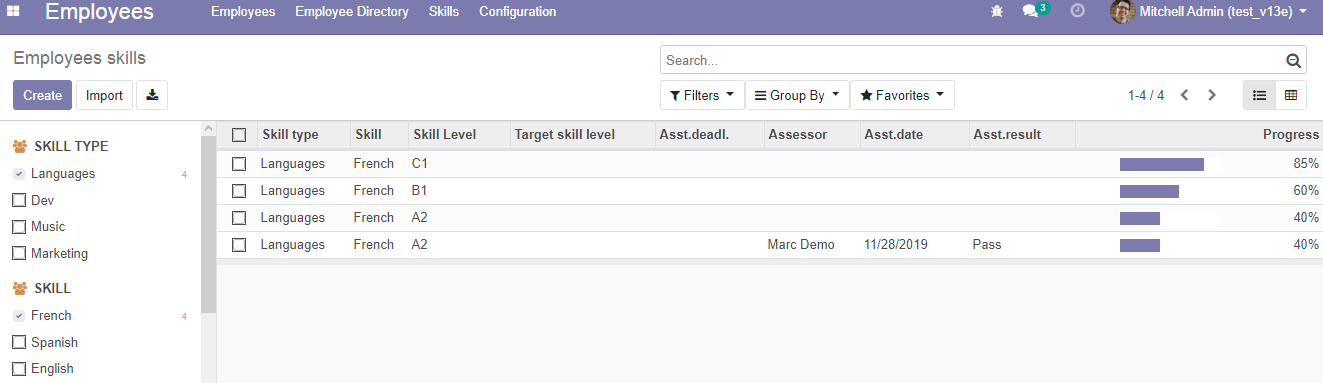 Employees Employees Employee Directory Skills Configuration 3 Mitchell Admin (test_v13e)
Employees skills
Search...
Create Import Filters Group By Favorites 1-4 / 4
SKILL TYPE
Languages 4
Dev
Music
Marketing
SKILL
French 4
Spanish
English
Skill type Skill Skill Level Target skill level Asst.deadl. Assessor Asst.date Asst.result Progress
Languages French C1 85%
Languages French B1 60%
Languages French A2 40%
Languages French A2 Marc Demo 11/28/2019 Pass 40%